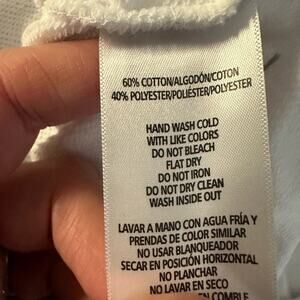 60% COTTON/ALGODÓN/COTON
40% POLYESTER/POLIÉSTER/POLYESTER
HAND WASH COLD
WITH LIKE COLORS
DO NOT BLEACH
FLAT DRY
DO NOT IRON
DO NOT DRY CLEAN
WASH INSIDE OUT
LAVAR A MANO CON AGUA FRÍA Y
PRENDAS DE COLOR SIMILAR
NO USAR BLANQUEADOR
SECAR EN POSICIÓN HORIZONTAL
NO PLANCHAR
NO LAVAR EN SECO